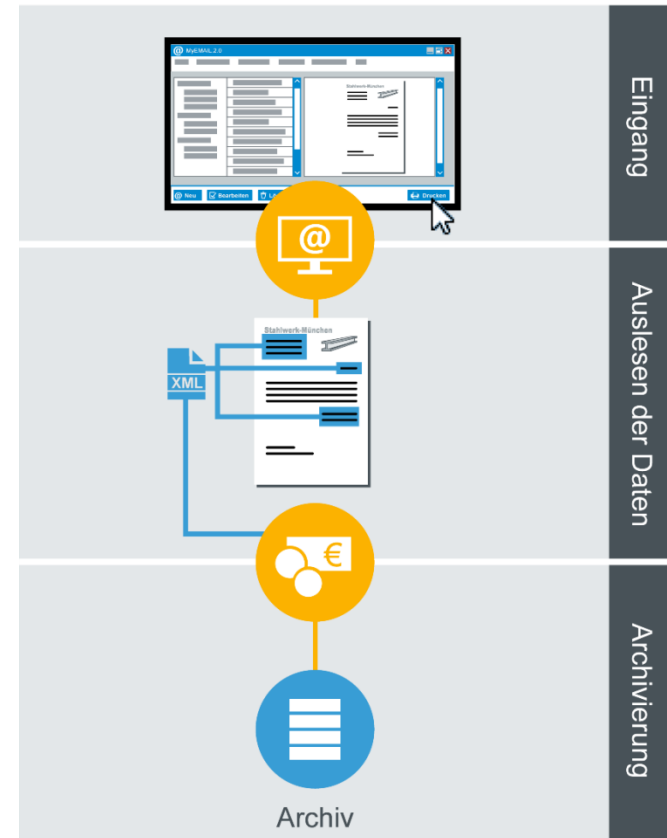 @ MyEMAIL 2.0
Stahlwerk-München
@ Neu
Bearbeiten
Drucken
Eingang
@
Stahlwerk-München
XML
Auslesen der Daten
€
Archivierung
Archiv